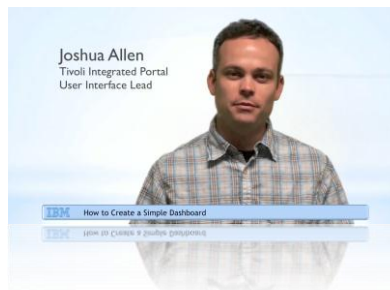 Joshua Allen
Tivoli Integrated Portal
User Interface Lead
IBM How to Create a Simple Dashboard